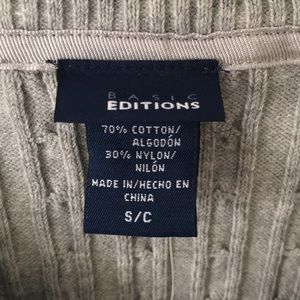 BASIC
EDITIONS
70% COTTON/
ALGODÓN
30% NYLON/
NILÓN
MADE IN/HECHO EN
CHINA
S/C